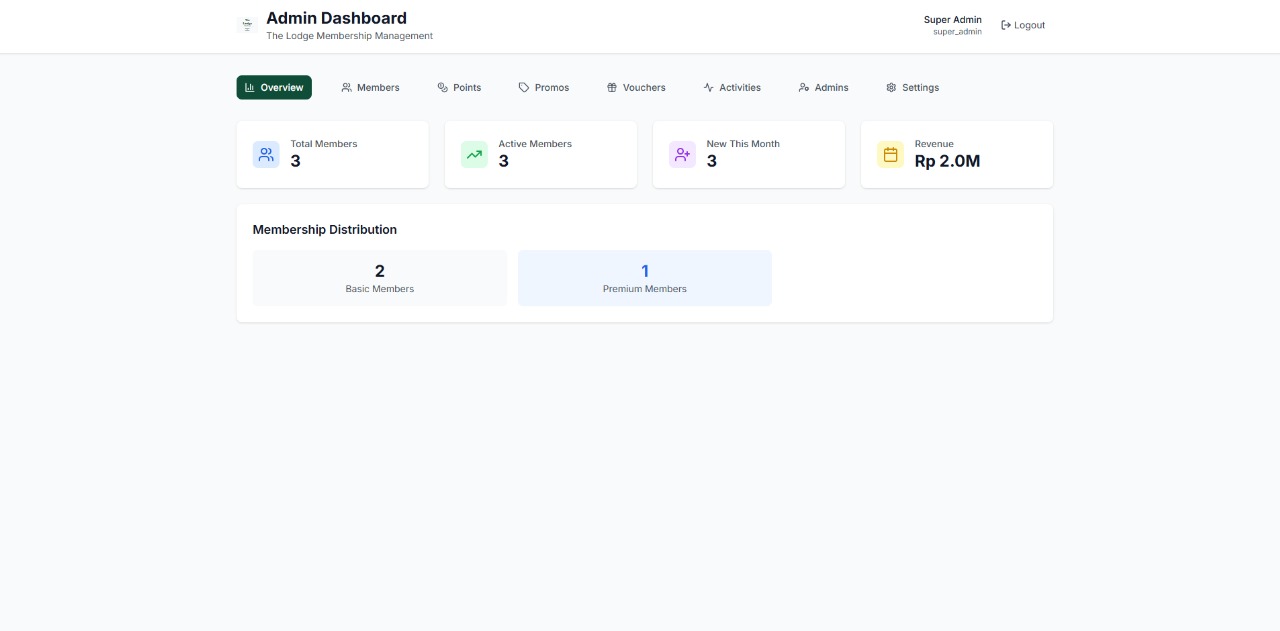 Admin Dashboard
The Lodge Membership Management
Super Admin
super_admin
Logout
Overview
Members
Points
Promos
Vouchers
Activities
Admins
Settings
Total Members
3
Active Members
3
New This Month
3
Revenue
Rp 2.0M
Membership Distribution
2
Basic Members
1
Premium Members